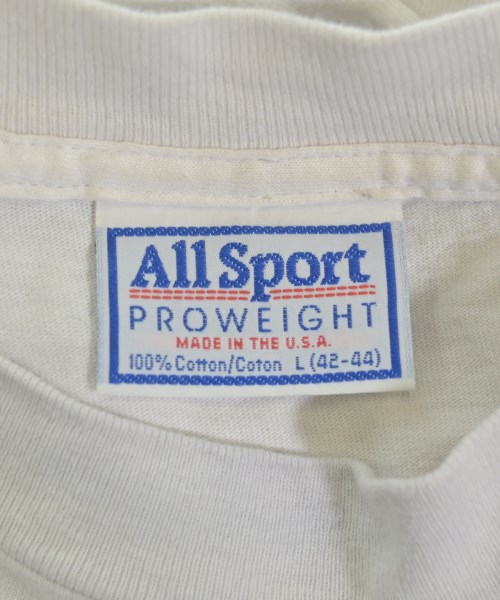 All Sport
PROWEIGHT
MADE IN THE U.S.A.
100% Cotton/Coton L (42-44)